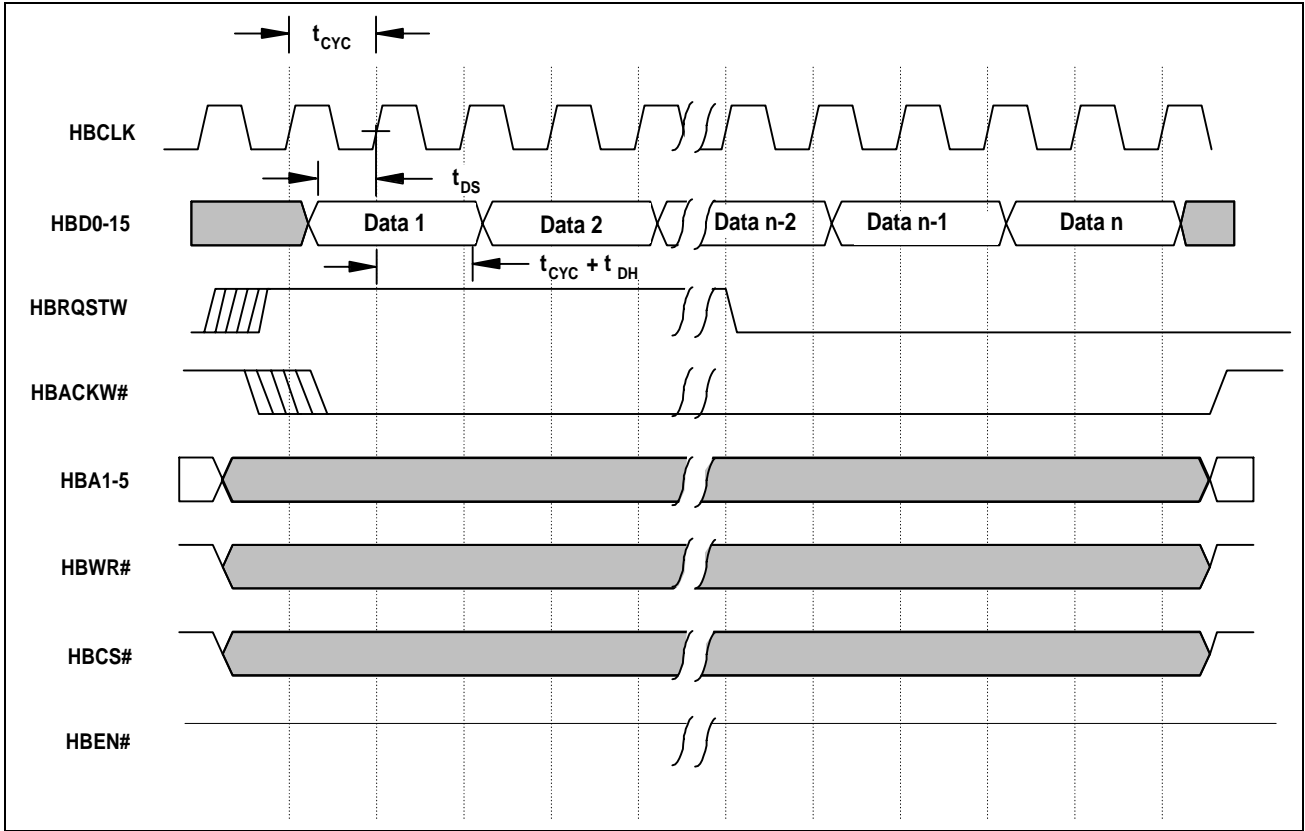 tCYC
HBCLK
tDS
HBD0-15
Data 1
Data 2
Data n-2
Data n-1
Data n
tCYC + tDH
HBRQSTW
HBACKW#
HBA1-5
HBWR#
HBCS#
HBEN#